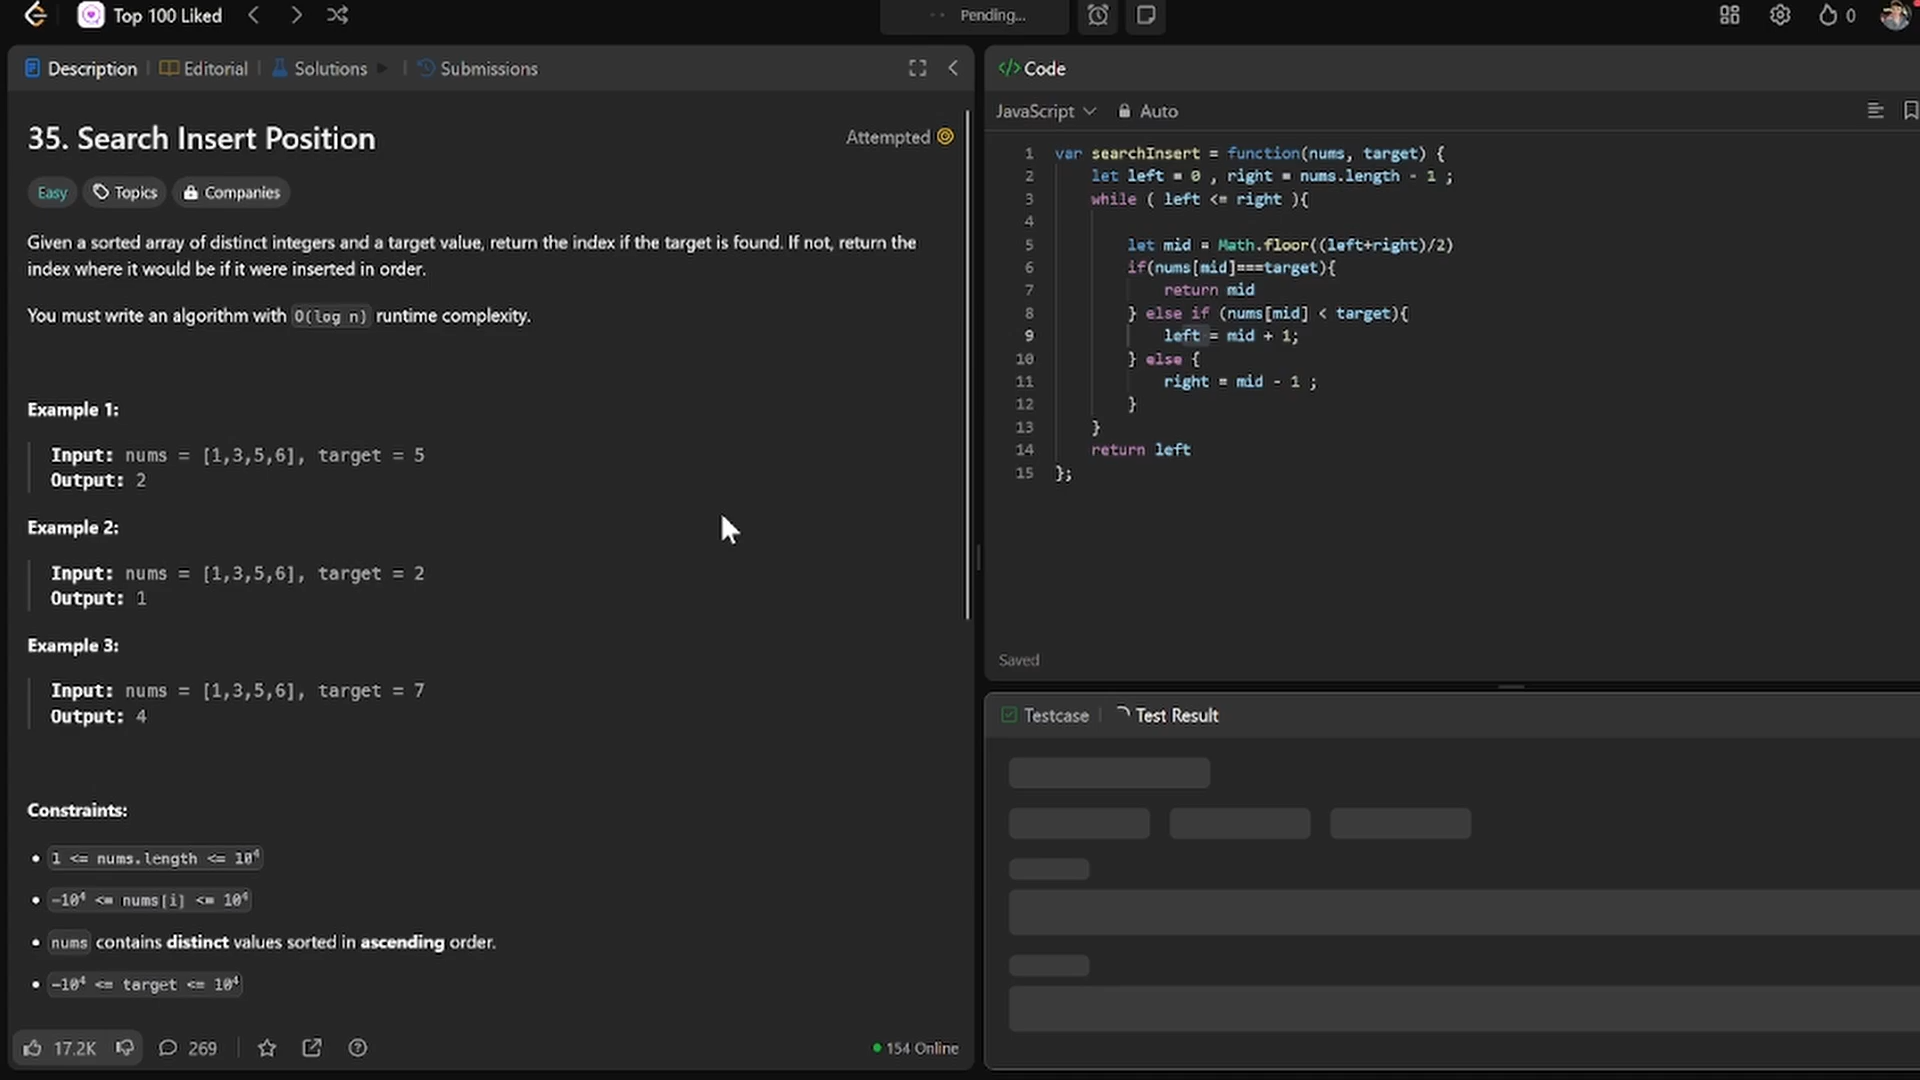 Top 100 Liked
Pending...
0
Description
Editorial
Solutions
Submissions
35. Search Insert Position
Attempted
Easy
Topics
Companies
Given a sorted array of distinct integers and a target value, return the index if the target is found. If not, return the
index where it would be if it were inserted in order.
You must write an algorithm with O(log n) runtime complexity.
Example 1:
Input: nums = [1,3,5,6], target = 5
Output: 2
Example 2:
Input: nums = [1,3,5,6], target = 2
Output: 1
Example 3:
Input: nums = [1,3,5,6], target = 7
Output: 4
Constraints:
• 1 <= nums.length <= 10⁴
• -10⁴ <= nums[i] <= 10⁴
• nums contains distinct values sorted in ascending order.
• -10⁴ <= target <= 10⁴
17.2K
269
154 Online
</> Code
JavaScript
Auto
1 var searchInsert = function(nums, target) {
2 let left = 0 , right = nums.length - 1 ;
3 while ( left <= right ){
4
5 let mid = Math.floor((left+right)/2)
6 if(nums[mid]===target){
7 return mid
8 } else if (nums[mid] < target){
9 left = mid + 1;
10 } else {
11 right = mid - 1 ;
12 }
13 }
14 return left
15 };
Saved
Testcase
Test Result